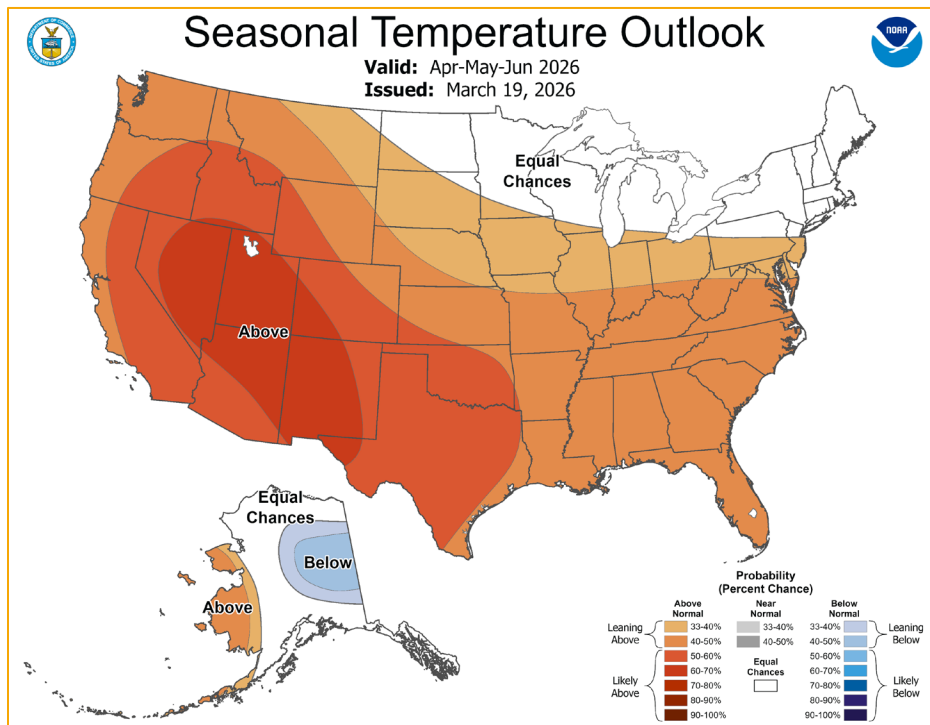 Seasonal Temperature Outlook
Valid: Apr-May-Jun 2026
Issued: March 19, 2026
NOAA
Equal
Chances
Above
Equal
Chances
Below
Above
Probability
(Percent Chance)
Above
Normal
Near
Normal
Below
Normal
Leaning
Above
33-40%
40-50%
Likely
Above
50-60%
60-70%
70-80%
80-90%
90-100%
33-40%
40-50%
Equal
Chances
33-40%
40-50%
Leaning
Below
50-60%
60-70%
70-80%
80-90%
90-100%
Likely
Below